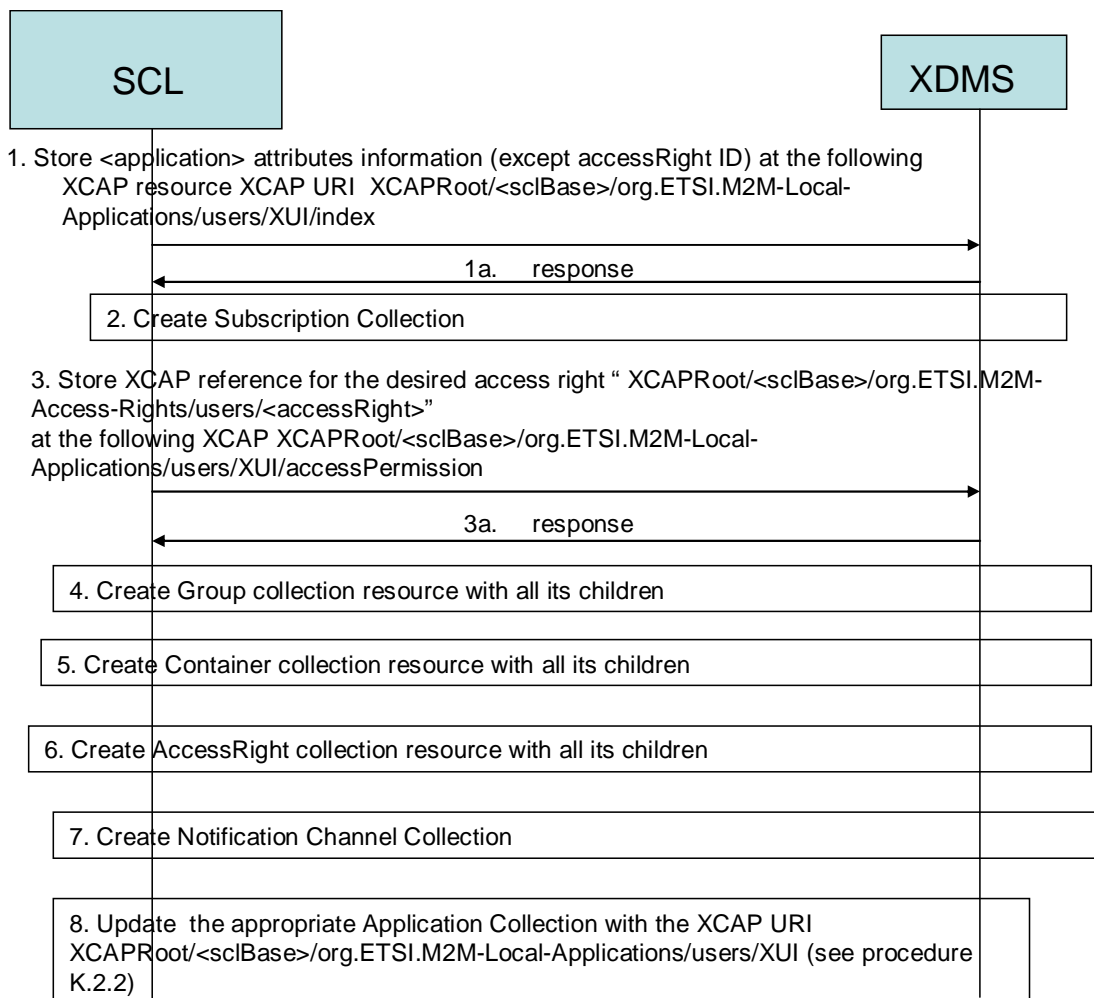 SCL
XDMS
1. Store <application> attributes information (except accessRight ID) at the following
XCAP resource XCAP URI XCAPRoot/<sclBase>/org.ETSI.M2M-Local-
Applications/users/XUI/index
1a. response
2. Create Subscription Collection
3. Store XCAP reference for the desired access right “ XCAPRoot/<sclBase>/org.ETSI.M2M-
Access-Rights/users/<accessRight>”
at the following XCAP XCAPRoot/<sclBase>/org.ETSI.M2M-Local-
Applications/users/XUI/accessPermission
3a. response
4. Create Group collection resource with all its children
5. Create Container collection resource with all its children
6. Create AccessRight collection resource with all its children
7. Create Notification Channel Collection
8. Update the appropriate Application Collection with the XCAP URI
XCAPRoot/<sclBase>/org.ETSI.M2M-Local-Applications/users/XUI (see procedure
K.2.2)